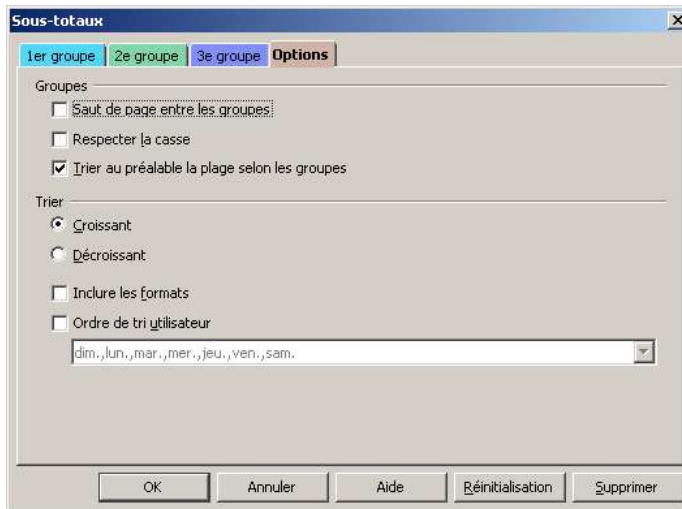 Sous-totaux
1er groupe 2e groupe 3e groupe Options
Groupes
Saut de page entre les groupes
Respecter la casse
Trier au préalable la plage selon les groupes
Trier
Croissant
Décroissant
Inclure les formats
Ordre de tri utilisateur
dim.,lun.,mar.,mer.,jeu.,ven.,sam.
OK Annuler Aide Réinitialisation Supprimer